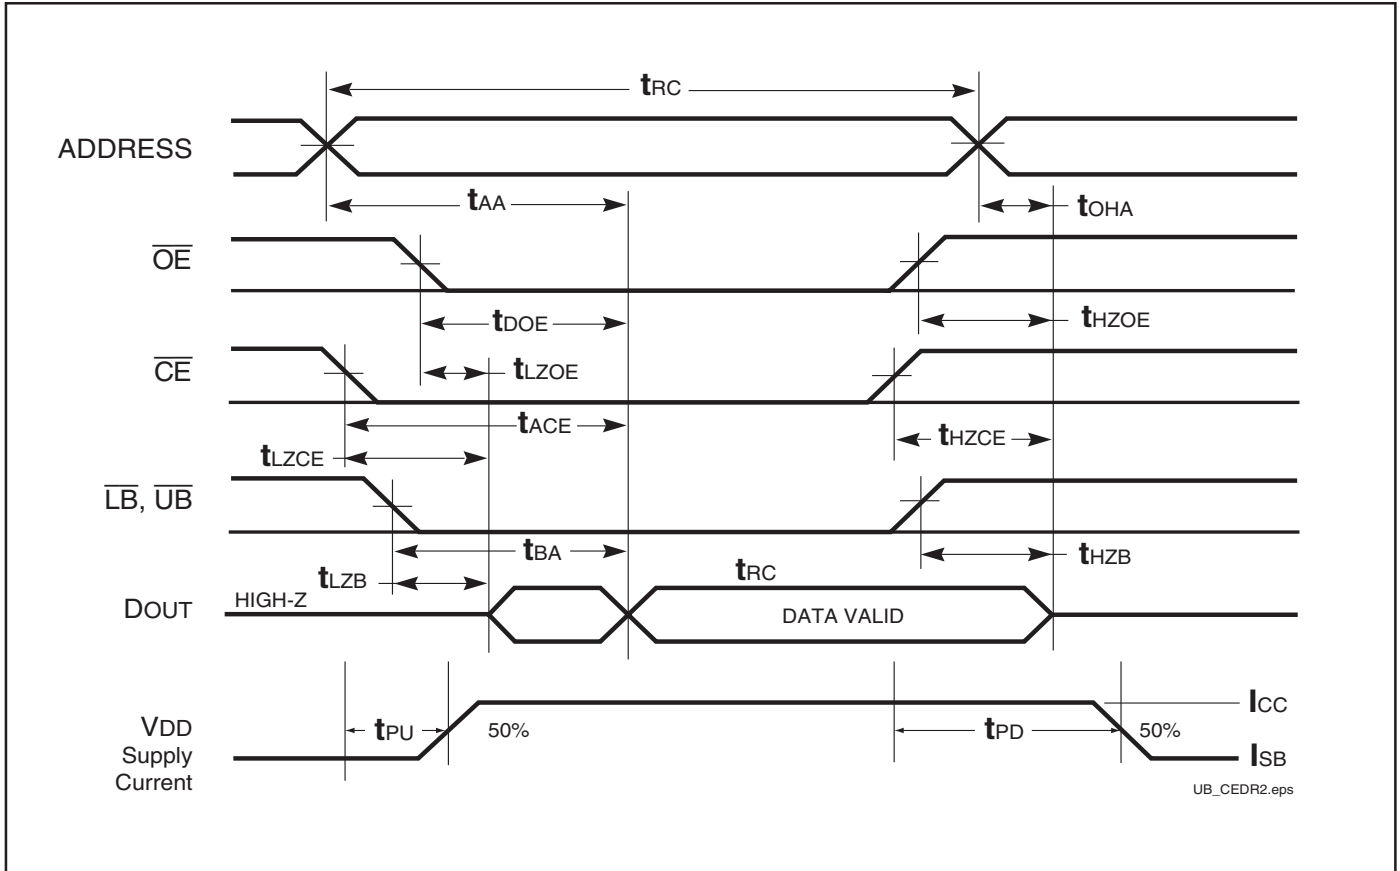 tRC
ADDRESS
tAA
tOHA
OE
tDOE
tHZOE
CE
tLZOE
tACE
tHZCE
tLZCE
LB, UB
tBA
tHZB
tLZB
tRC
DOUT
HIGH-Z
DATA VALID
ICC
VDD
Supply
Current
tPU
50%
tPD
50%
ISB
UB_CEDR2.eps